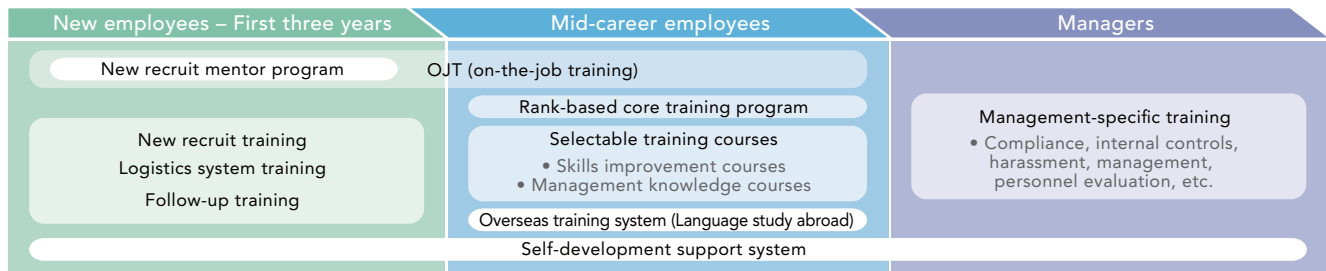 New employees – First three years
Mid-career employees
Managers
New recruit mentor program
OJT (on-the-job training)
New recruit training
Logistics system training
Follow-up training
Rank-based core training program
Selectable training courses
• Skills improvement courses
• Management knowledge courses
Overseas training system (Language study abroad)
Management-specific training
• Compliance, internal controls,
harassment, management,
personnel evaluation, etc.
Self-development support system